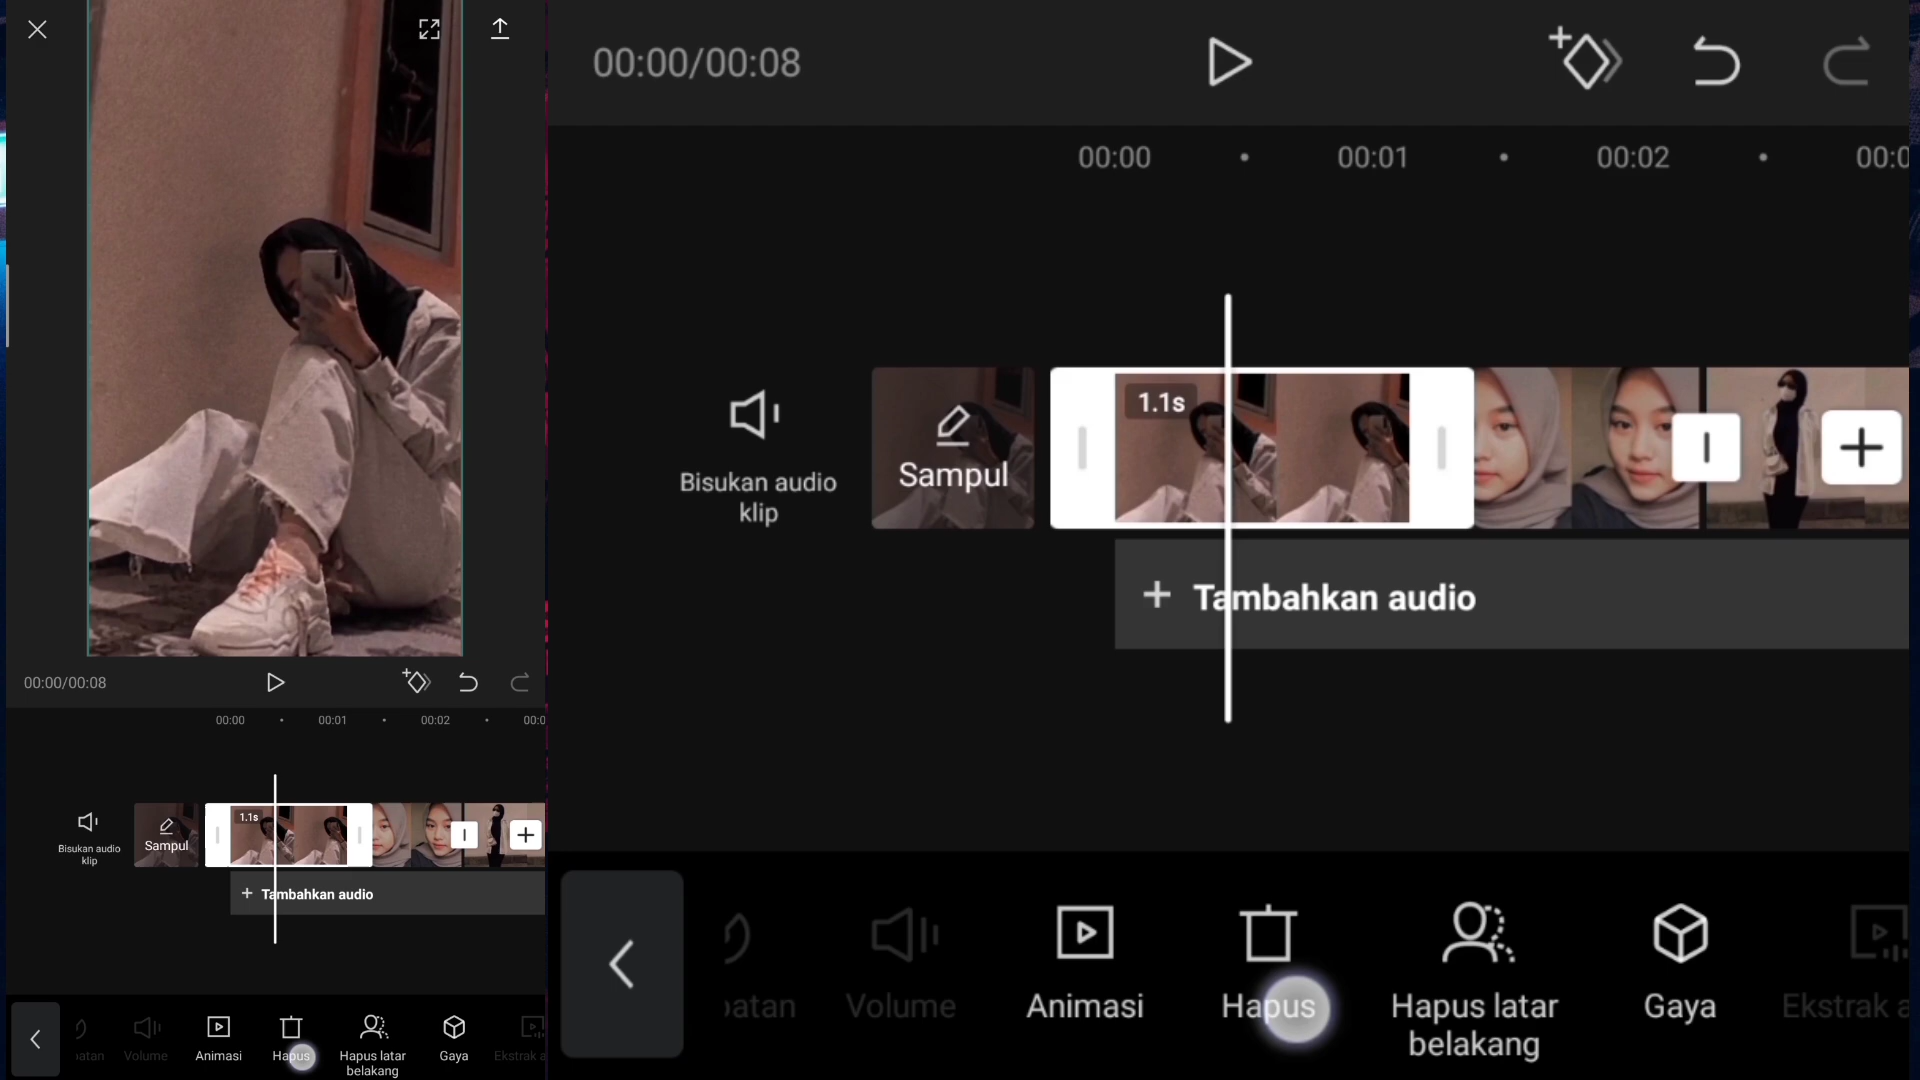 00:00/00:08
00:00
00:01
00:02
00:0
1.1s
Bisukan audio
klip
Sampul
Tambahkan audio
atan
Volume
Animasi
Hapus
Hapus latar
belakang
Gaya
Ekstrak a
00:00/00:08
00:00
00:01
00:02
00:0
1.1s
Bisukan audio
klip
Sampul
Tambahkan audio
atan
Volume
Animasi
Hapus
Hapus latar
belakang
Gaya
Ekstrak a